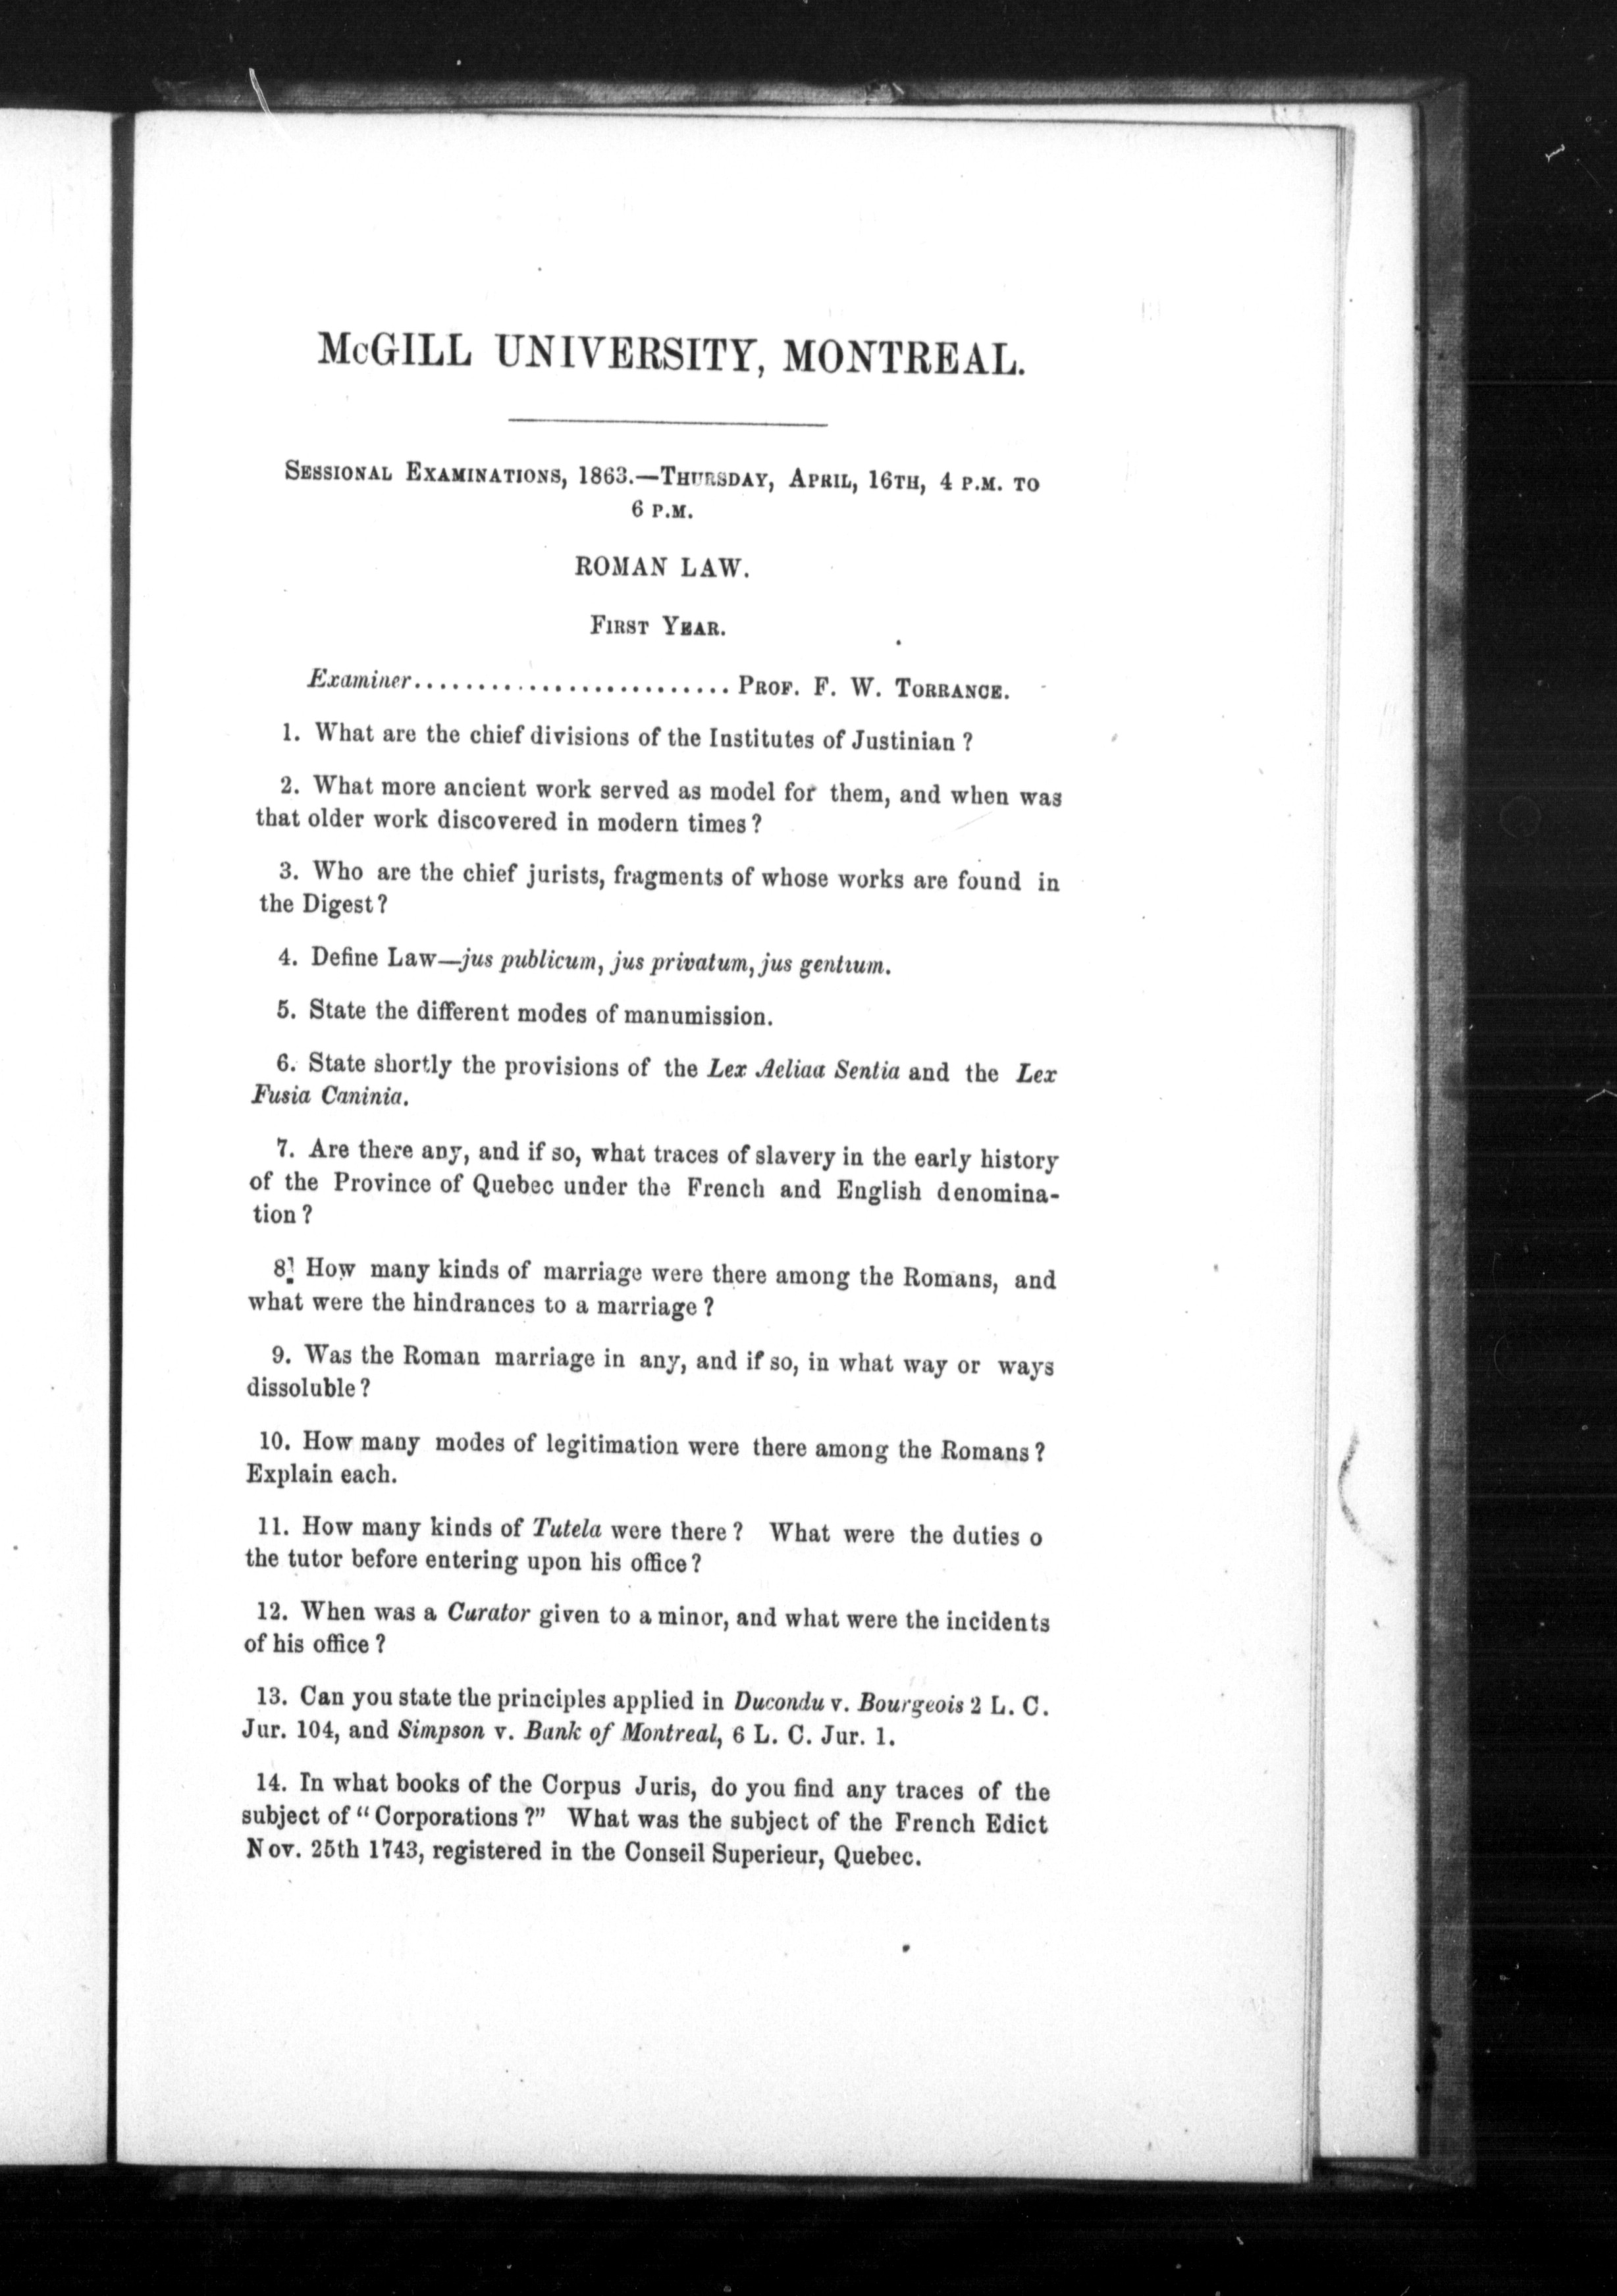 McGILL UNIVERSITY, MONTREAL.
SESSIONAL EXAMINATIONS, 1863.—THURSDAY, APRIL, 16TH, 4 P.M. TO
6 P.M.
ROMAN LAW.
FIRST YEAR.
Examiner......................... PROF. F. W. TORRANCE.
1. What are the chief divisions of the Institutes of Justinian ?
2. What more ancient work served as model for them, and when was
that older work discovered in modern times ?
3. Who are the chief jurists, fragments of whose works are found in
the Digest ?
4. Define Law—jus publicum, jus privatum, jus gentium.
5. State the different modes of manumission.
6. State shortly the provisions of the Lex Aeliaa Sentia and the Lex
Fusia Caninia.
7. Are there any, and if so, what traces of slavery in the early history
of the Province of Quebec under the French and English denomina-
tion ?
8. How many kinds of marriage were there among the Romans, and
what were the hindrances to a marriage ?
9. Was the Roman marriage in any, and if so, in what way or ways
dissoluble ?
10. How many modes of legitimation were there among the Romans ?
Explain each.
11. How many kinds of Tutela were there ? What were the duties o
the tutor before entering upon his office ?
12. When was a Curator given to a minor, and what were the incidents
of his office ?
13. Can you state the principles applied in Ducondu v. Bourgeois 2 L. C.
Jur. 104, and Simpson v. Bank of Montreal, 6 L. C. Jur. 1.
14. In what books of the Corpus Juris, do you find any traces of the
subject of “ Corporations ?” What was the subject of the French Edict
Nov. 25th 1743, registered in the Conseil Superieur, Quebec.